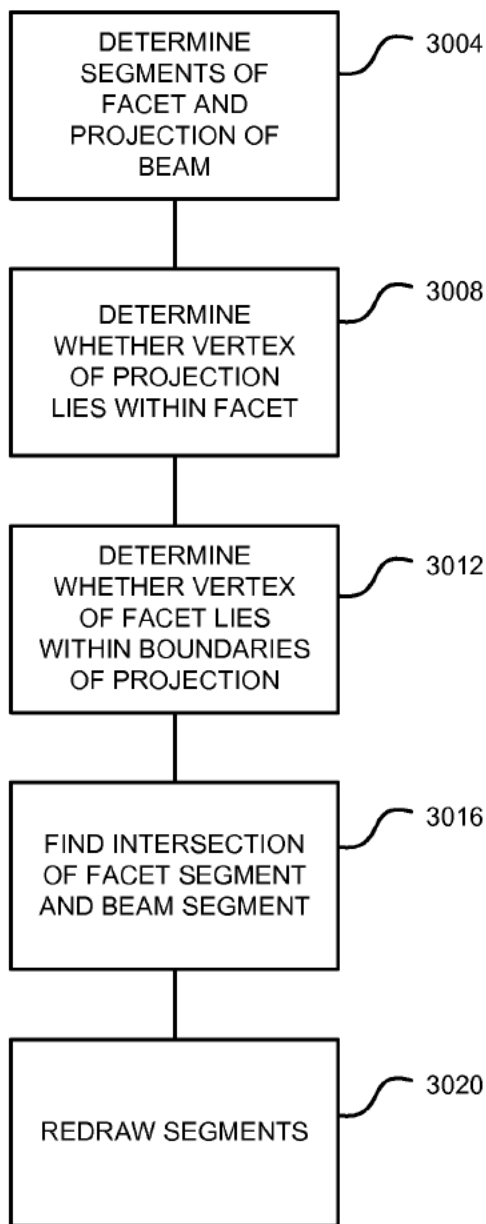 DETERMINE
SEGMENTS OF
FACET AND
PROJECTION OF
BEAM
3004
DETERMINE
WHETHER VERTEX
OF PROJECTION
LIES WITHIN FACET
3008
DETERMINE
WHETHER VERTEX
OF FACET LIES
WITHIN BOUNDARIES
OF PROJECTION
3012
FIND INTERSECTION
OF FACET SEGMENT
AND BEAM SEGMENT
3016
REDRAW SEGMENTS
3020